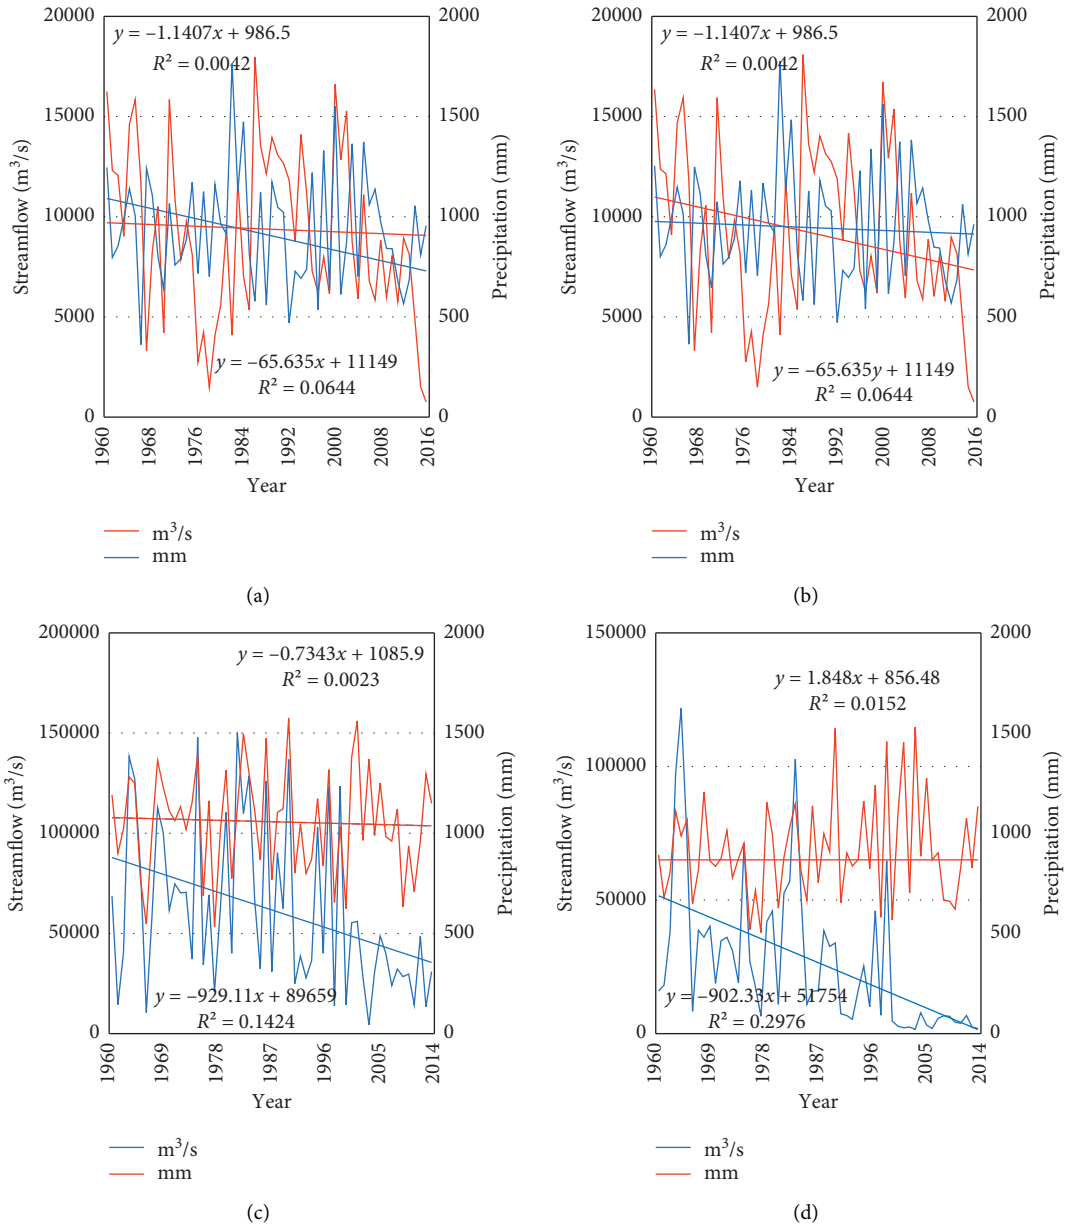 20000
15000
10000
5000
0
Streamflow (m³/s)
y = –1.1407x + 986.5
R² = 0.0042
y = –65.635x + 11149
R² = 0.0644
2000
1500
1000
500
0
Precipitation (mm)
1960
1968
1976
1984
1992
2000
2008
2016
Year
m³/s
mm
(a)
20000
15000
10000
5000
0
Streamflow (m³/s)
y = –1.1407x + 986.5
R² = 0.0042
y = –65.635y + 11149
R² = 0.0644
2000
1500
1000
500
0
Precipitation (mm)
1960
1968
1976
1984
1992
2000
2008
2016
Year
m³/s
mm
(b)
200000
150000
100000
50000
0
Streamflow (m³/s)
y = –0.7343x + 1085.9
R² = 0.0023
y = –929.11x + 89659
R² = 0.1424
2000
1500
1000
500
0
Precipitation (mm)
1960
1969
1978
1987
1996
2005
2014
Year
m³/s
mm
(c)
150000
100000
50000
0
Streamflow (m³/s)
y = 1.848x + 856.48
R² = 0.0152
y = –902.33x + 51754
R² = 0.2976
2000
1500
1000
500
0
Precipitation (mm)
1960
1969
1978
1987
1996
2005
2014
Year
m³/s
mm
(d)